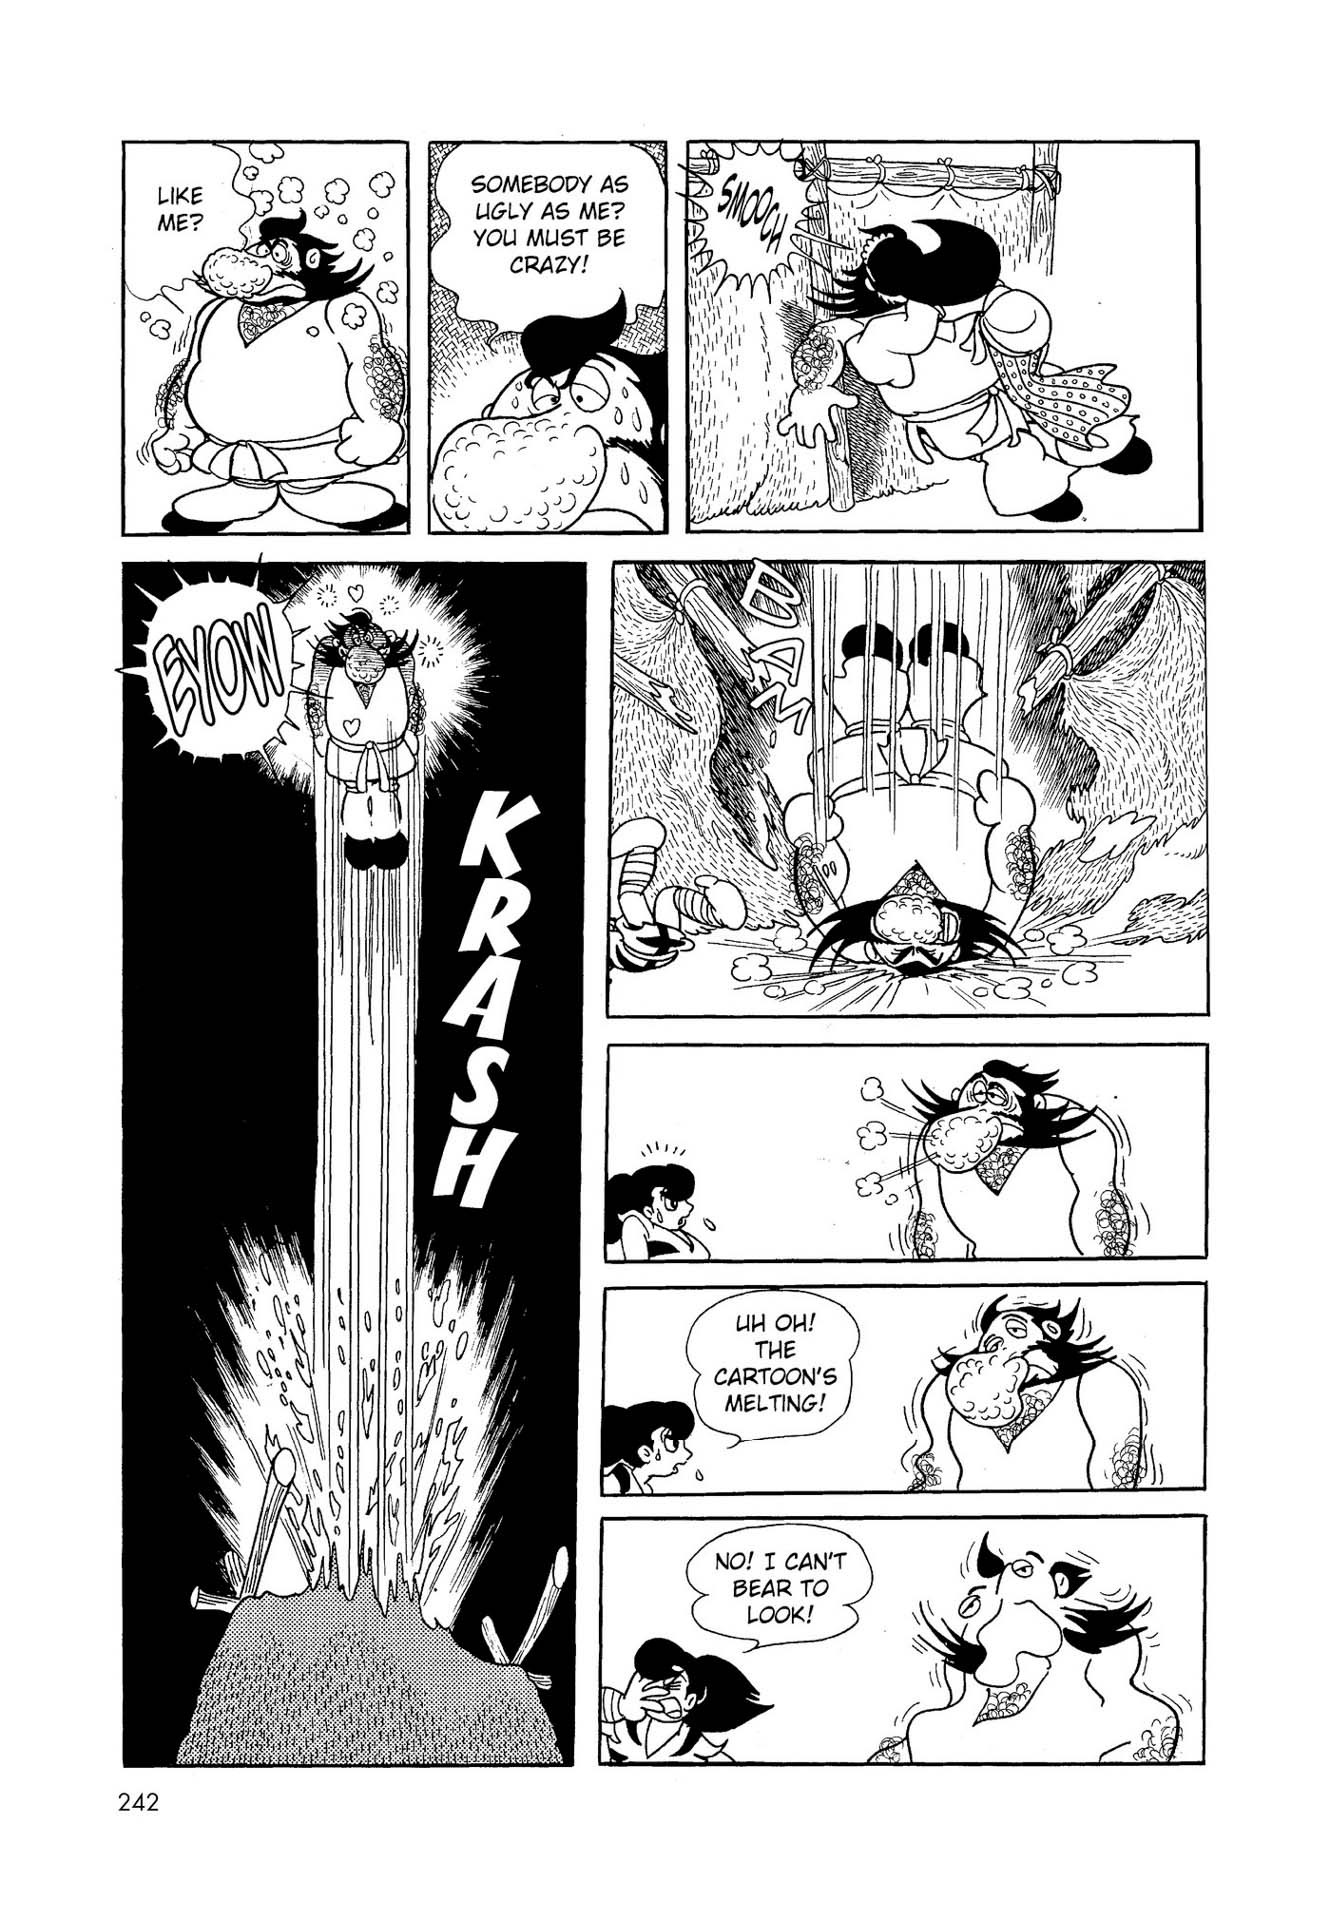 LIKE
ME?
SOMEBODY AS
UGLY AS ME?
YOU MUST BE
CRAZY!
SMOOCH
EYOW
KRASH
BAM
UH OH!
THE
CARTOON'S
MELTING!
NO! I CAN'T
BEAR TO
LOOK!
242